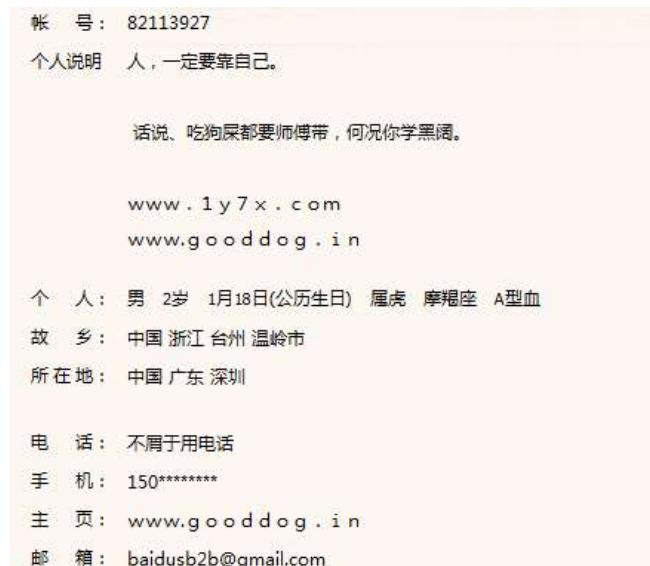 帐 号： 82113927
个人说明 人，一定要靠自己。
话说、吃狗屎都要师傅带，何况你学黑阔。
www．１ｙ７ｘ．ｃｏｍ
www.ｇｏｏｄｄｏｇ．ｉｎ
个 人： 男 2岁 1月18日(公历生日) 属虎 摩羯座 A型血
故 乡： 中国 浙江 台州 温岭市
所在地： 中国 广东 深圳
电 话： 不屑于用电话
手 机： 150********
主 页： www.ｇｏｏｄｄｏｇ．ｉｎ
邮 箱： baidusb2b@gmail.com